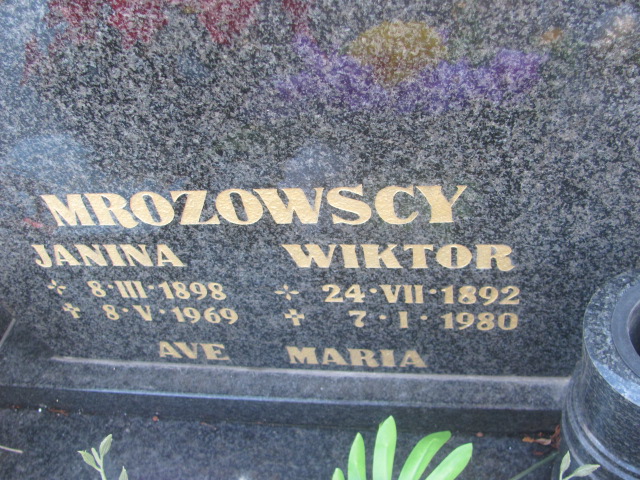 MROZOWSCY
JANINA WIKTOR
8·III·1898 24·VII·1892
8·V·1969 7·I·1980
AVE MARIA